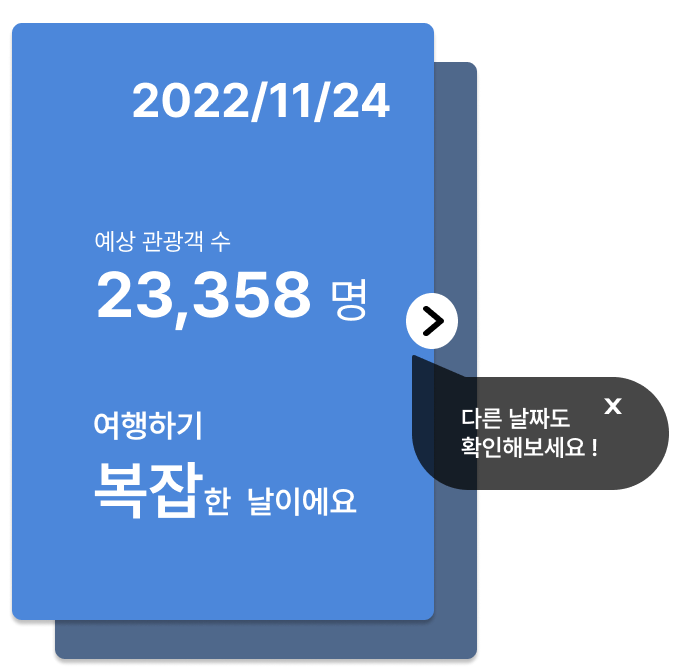 2022/11/24
예상 관광객 수
23,358 명
여행하기
복잡한 날이에요
다른 날짜도
확인해보세요 !
X